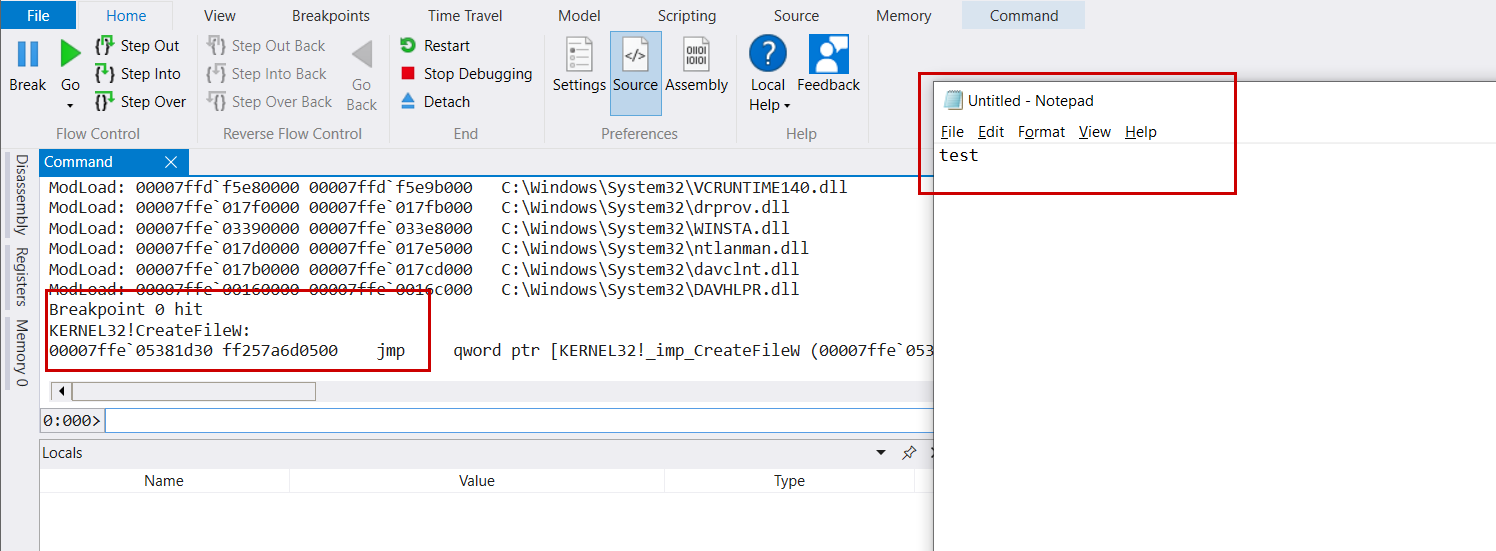 File Home View Breakpoints Time Travel Model Scripting Source Memory Command
Break
Go
Step Out
Step Into
Step Over
Flow Control
Step Out Back
Step Into Back
Step Over Back
Go Back
Reverse Flow Control
Restart
Stop Debugging
Detach
End
Settings
Source
Assembly
Preferences
Local Help
Feedback
Help
Disassembly
Registers
Memory 0
Command
ModLoad: 00007ffd`f5e80000 00007ffd`f5e9b000 C:\Windows\System32\VCRUNTIME140.dll
ModLoad: 00007ffe`017f0000 00007ffe`017fb000 C:\Windows\System32\drprov.dll
ModLoad: 00007ffe`03390000 00007ffe`033e8000 C:\Windows\System32\WINSTA.dll
ModLoad: 00007ffe`017d0000 00007ffe`017e5000 C:\Windows\System32\ntlanman.dll
ModLoad: 00007ffe`017b0000 00007ffe`017cd000 C:\Windows\System32\davclnt.dll
ModLoad: 00007ffe`00160000 00007ffe`0016c000 C:\Windows\System32\DAVHLPR.dll
Breakpoint 0 hit
KERNEL32!CreateFileW:
00007ffe`05381d30 ff257a6d0500 jmp qword ptr [KERNEL32!_imp_CreateFileW (00007ffe`053
0:000>
Locals
Name Value Type
Untitled - Notepad
File Edit Format View Help
test